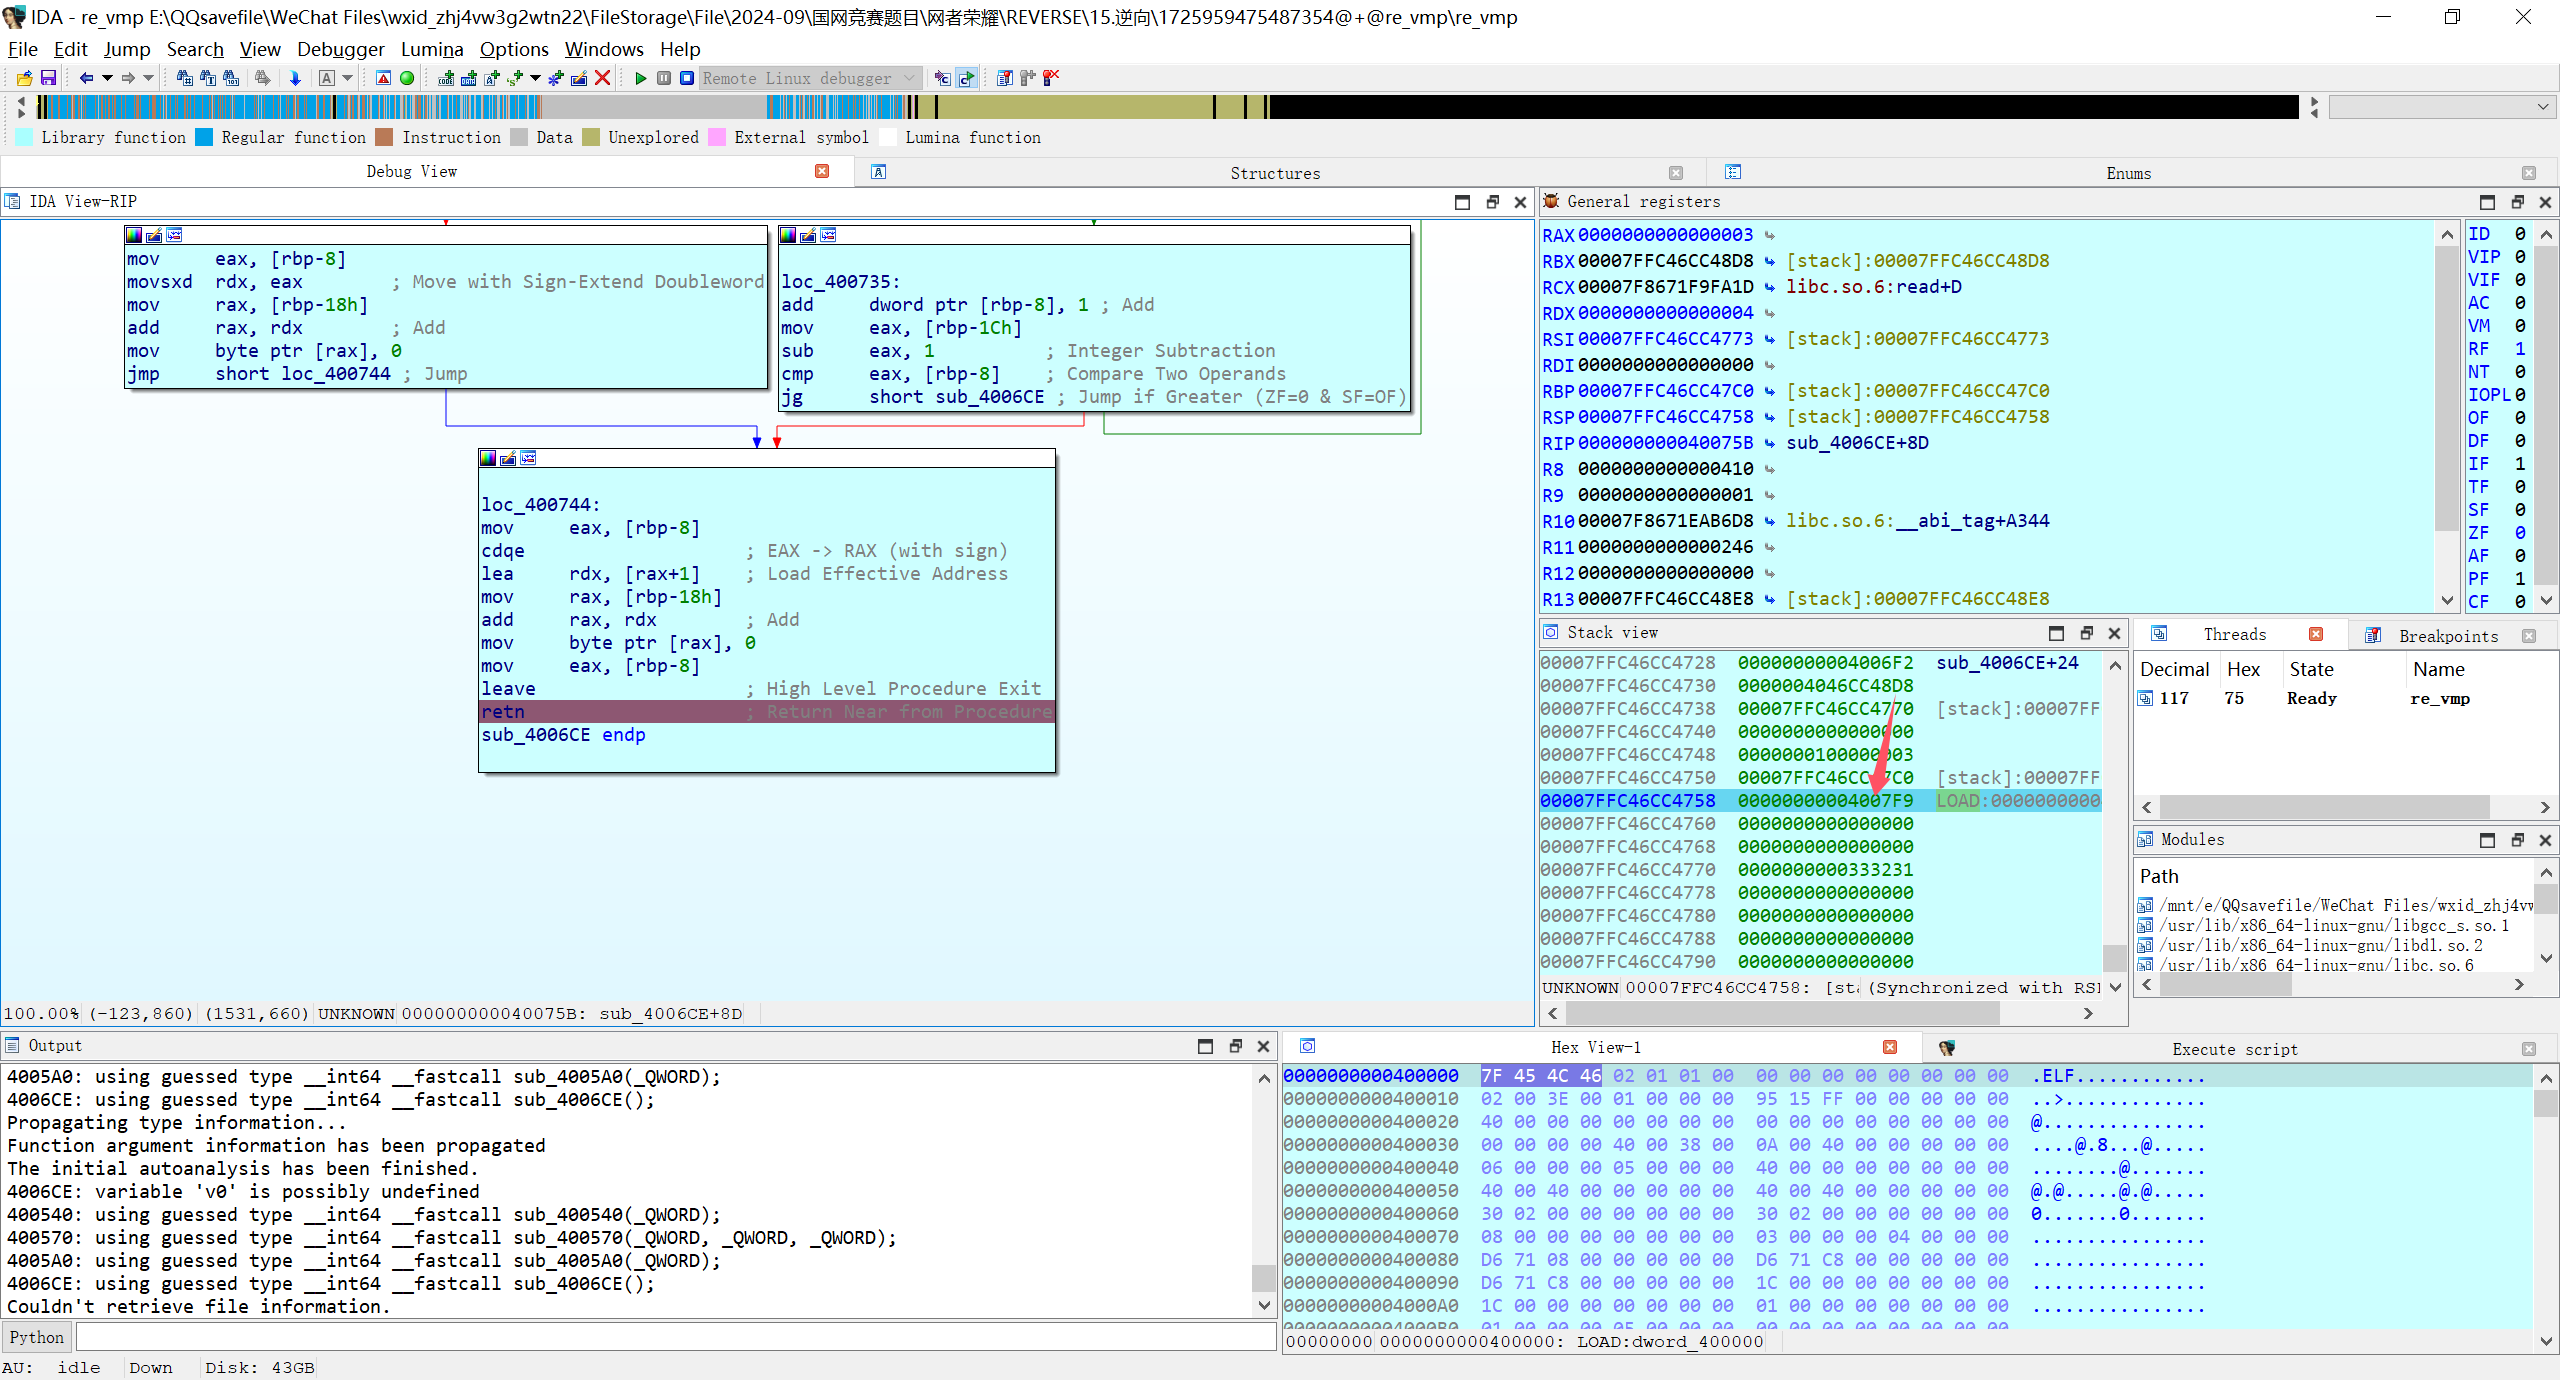 IDA - re_vmp E:\QQsavefile\WeChat Files\wxid_zhj4vw3g2wtn22\FileStorage\File\2024-09\国网竞赛题目\网者荣耀\REVERSE\15.逆向\1725959475487354@+@re_vmp\re_vmp
File Edit Jump Search View Debugger Lumina Options Windows Help
Remote Linux debugger
Library function Regular function Instruction Data Unexplored External symbol Lumina function
Debug View Structures Enums
IDA View-RIP
mov eax, [rbp-8]
movsxd rdx, eax ; Move with Sign-Extend Doubleword
mov rax, [rbp-18h]
add rax, rdx ; Add
mov byte ptr [rax], 0
jmp short loc_400744 ; Jump
loc_400735:
add dword ptr [rbp-8], 1 ; Add
mov eax, [rbp-1Ch]
sub eax, 1 ; Integer Subtraction
cmp eax, [rbp-8] ; Compare Two Operands
jg short sub_4006CE ; Jump if Greater (ZF=0 & SF=OF)
loc_400744:
mov eax, [rbp-8]
cdqe ; EAX -> RAX (with sign)
lea rdx, [rax+1] ; Load Effective Address
mov rax, [rbp-18h]
add rax, rdx ; Add
mov byte ptr [rax], 0
mov eax, [rbp-8]
leave ; High Level Procedure Exit
retn ; Return Near from Procedure
sub_4006CE endp
100.00% (-123,860) (1531,660) UNKNOWN 000000000040075B: sub_4006CE+8D
General registers
RAX 0000000000000003
RBX 00007FFC46CC48D8 [stack]:00007FFC46CC48D8
RCX 00007F8671F9FA1D libc.so.6:read+D
RDX 0000000000000004
RSI 00007FFC46CC4773 [stack]:00007FFC46CC4773
RDI 0000000000000000
RBP 00007FFC46CC47C0 [stack]:00007FFC46CC47C0
RSP 00007FFC46CC4758 [stack]:00007FFC46CC4758
RIP 000000000040075B sub_4006CE+8D
R8 0000000000000410
R9 0000000000000001
R10 00007F8671EAB6D8 libc.so.6:__abi_tag+A344
R11 0000000000000246
R12 0000000000000000
R13 00007FFC46CC48E8 [stack]:00007FFC46CC48E8
ID 0
VIP 0
VIF 0
AC 0
VM 0
RF 1
NT 0
IOPL 0
OF 0
DF 0
IF 1
TF 0
SF 0
ZF 0
AF 0
PF 1
CF 0
Stack view
00007FFC46CC4728 00000000004006F2 sub_4006CE+24
00007FFC46CC4730 0000004046CC48D8
00007FFC46CC4738 00007FFC46CC4770 [stack]:00007FF
00007FFC46CC4740 0000000000000000
00007FFC46CC4748 0000000100000003
00007FFC46CC4750 00007FFC46CC47C0 [stack]:00007FF
00007FFC46CC4758 00000000004007F9 LOAD:0000000000
00007FFC46CC4760 0000000000000000
00007FFC46CC4768 0000000000000000
00007FFC46CC4770 0000000000333231
00007FFC46CC4778 0000000000000000
00007FFC46CC4780 0000000000000000
00007FFC46CC4788 0000000000000000
00007FFC46CC4790 0000000000000000
UNKNOWN 00007FFC46CC4758: [sta (Synchronized with RSP
Threads Breakpoints
Decimal Hex State Name
117 75 Ready re_vmp
Modules
Path
/mnt/e/QQsavefile/WeChat Files/wxid_zhj4vw
/usr/lib/x86_64-linux-gnu/libgcc_s.so.1
/usr/lib/x86_64-linux-gnu/libdl.so.2
/usr/lib/x86_64-linux-gnu/libc.so.6
Output
4005A0: using guessed type __int64 __fastcall sub_4005A0(_QWORD);
4006CE: using guessed type __int64 __fastcall sub_4006CE();
Propagating type information...
Function argument information has been propagated
The initial autoanalysis has been finished.
4006CE: variable 'v0' is possibly undefined
400540: using guessed type __int64 __fastcall sub_400540(_QWORD);
400570: using guessed type __int64 __fastcall sub_400570(_QWORD, _QWORD, _QWORD);
4005A0: using guessed type __int64 __fastcall sub_4005A0(_QWORD);
4006CE: using guessed type __int64 __fastcall sub_4006CE();
Couldn't retrieve file information.
Python
Hex View-1 Execute script
0000000000400000 7F 45 4C 46 02 01 01 00 00 00 00 00 00 00 00 00 .ELF............
0000000000400010 02 00 3E 00 01 00 00 00 95 15 FF 00 00 00 00 00 ..>.............
0000000000400020 40 00 00 00 00 00 00 00 00 00 00 00 00 00 00 00 @...............
0000000000400030 00 00 00 00 40 00 38 00 0A 00 40 00 00 00 00 00 ....@.8...@.....
0000000000400040 06 00 00 00 05 00 00 00 40 00 00 00 00 00 00 00 ........@.......
0000000000400050 40 00 40 00 00 00 00 00 40 00 40 00 00 00 00 00 @.@.....@.@.....
0000000000400060 30 02 00 00 00 00 00 00 30 02 00 00 00 00 00 00 0.......0.......
0000000000400070 08 00 00 00 00 00 00 00 03 00 00 00 04 00 00 00 ................
0000000000400080 D6 71 08 00 00 00 00 00 D6 71 C8 00 00 00 00 00 ................
0000000000400090 D6 71 C8 00 00 00 00 00 1C 00 00 00 00 00 00 00 ................
00000000004000A0 1C 00 00 00 00 00 00 00 01 00 00 00 00 00 00 00 ................
00000000 0000000000400000: LOAD:dword_400000
AU: idle Down Disk: 43GB